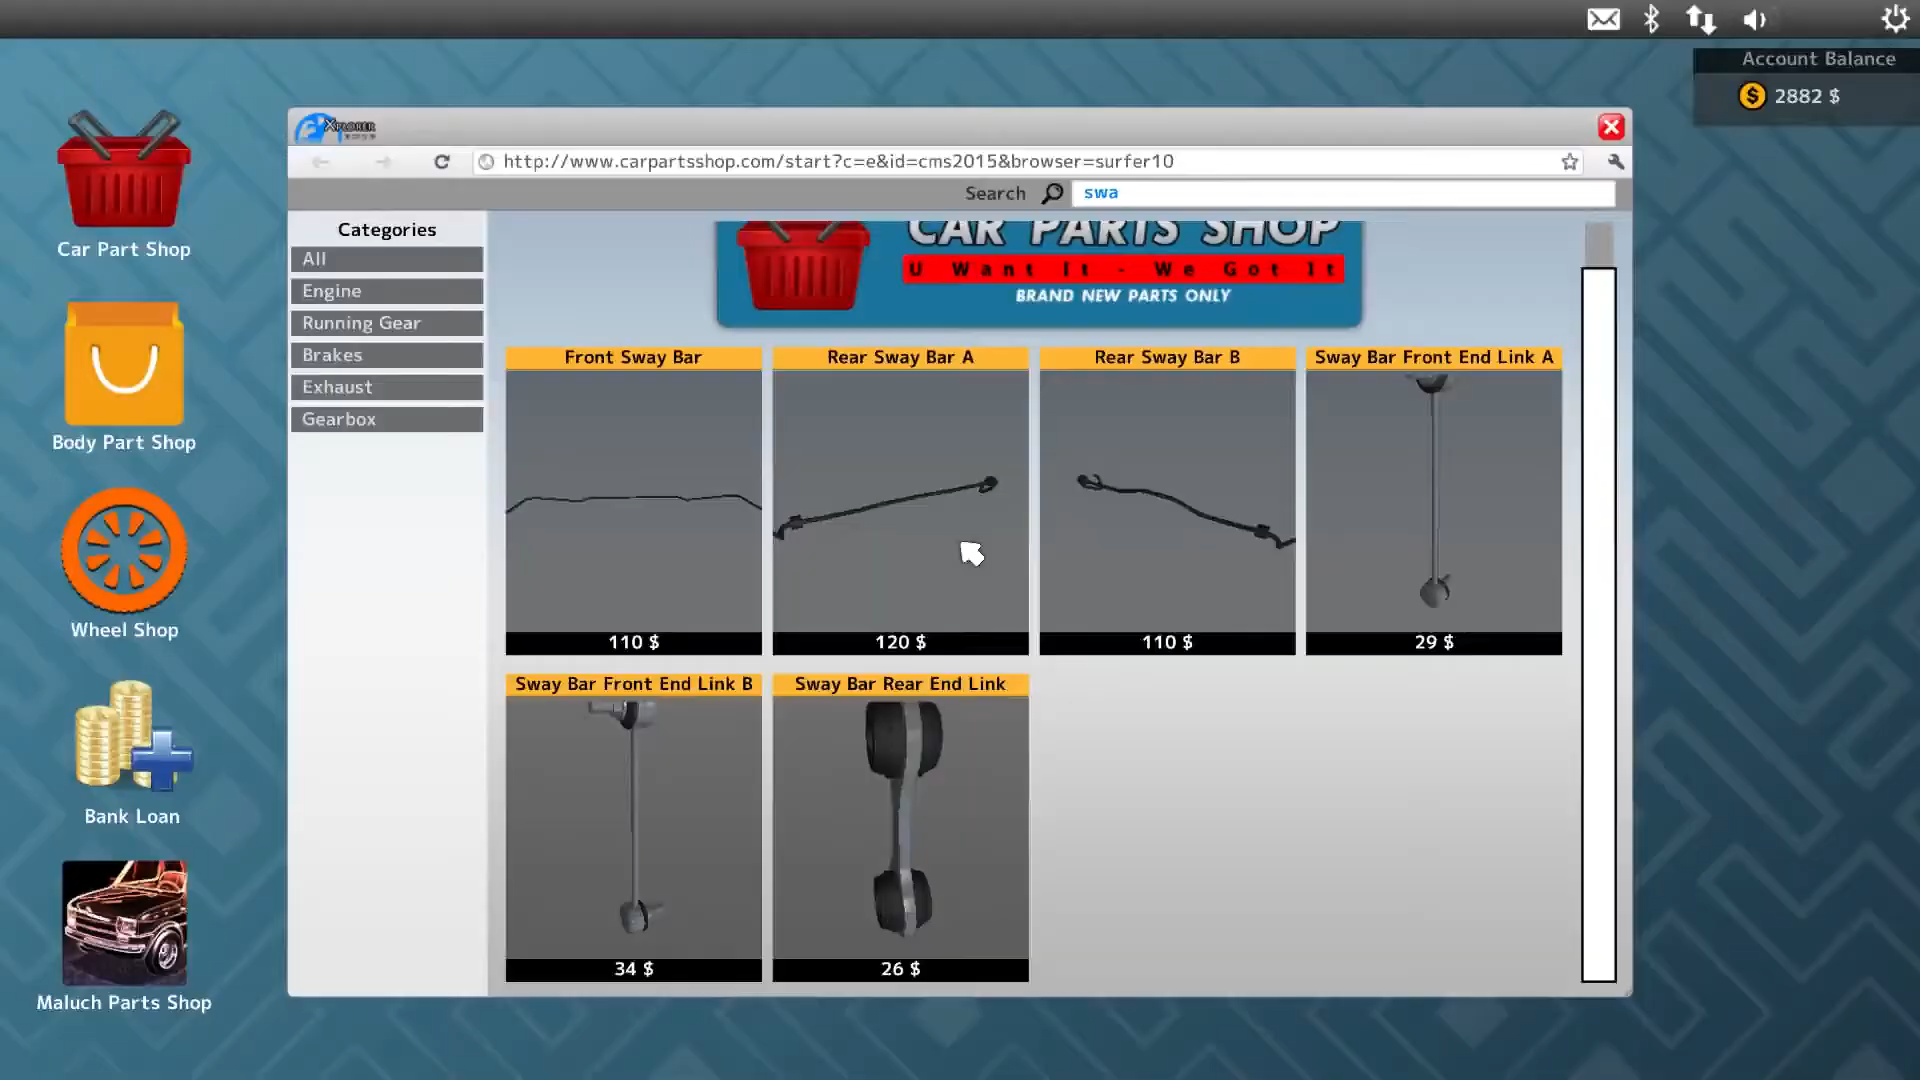 Account Balance
2882 $
Car Part Shop
Body Part Shop
Wheel Shop
Bank Loan
Maluch Parts Shop
XPLORER
http://www.carpartsshop.com/start?c=e&id=cms2015&browser=surfer10
Search
swa
Categories
All
Engine
Running Gear
Brakes
Exhaust
Gearbox
CAR PARTS SHOP
U Want It - We Got It
BRAND NEW PARTS ONLY
Front Sway Bar
110 $
Rear Sway Bar A
120 $
Rear Sway Bar B
110 $
Sway Bar Front End Link A
29 $
Sway Bar Front End Link B
34 $
Sway Bar Rear End Link
26 $